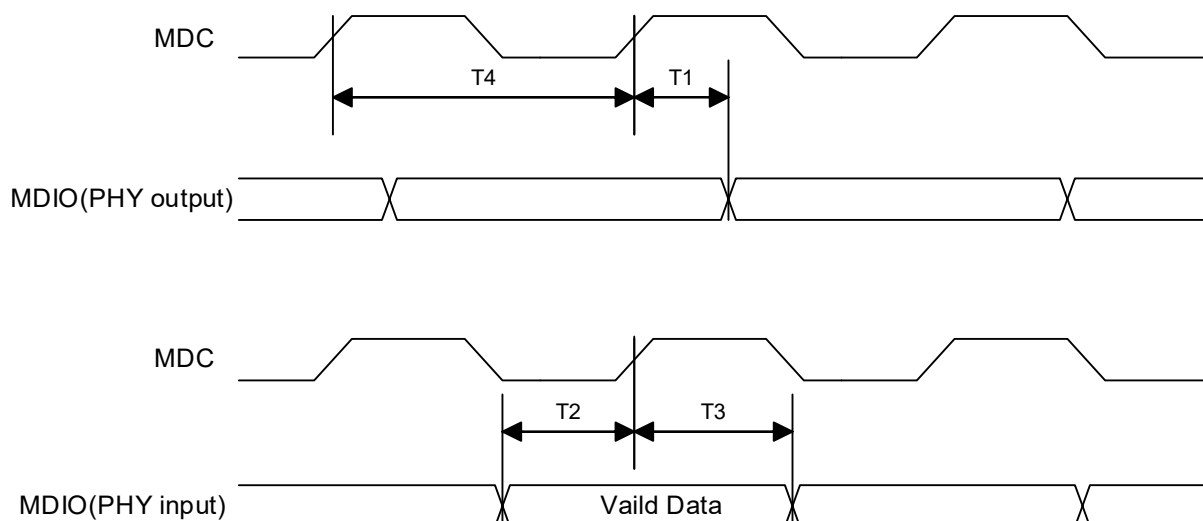 MDC
T4
T1
MDIO(PHY output)
MDC
T2
T3
MDIO(PHY input)
Vaild Data